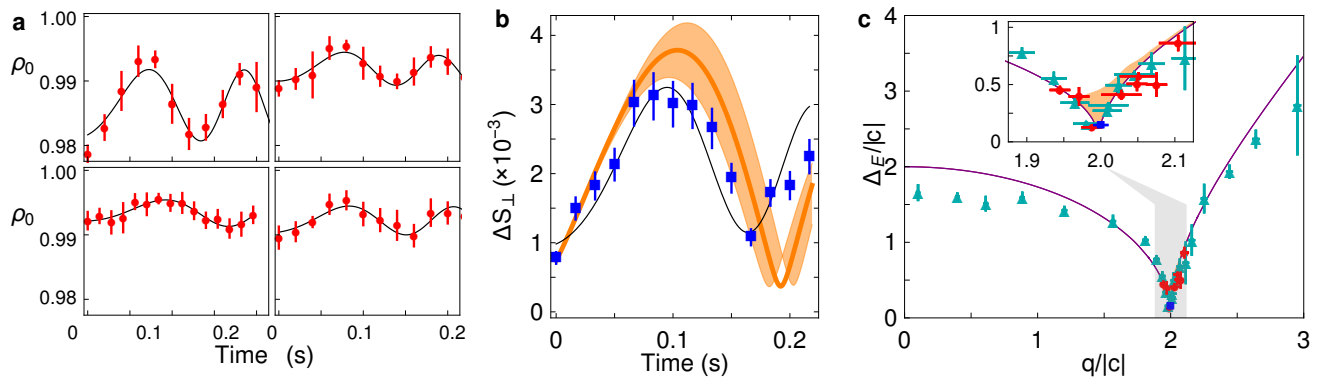 a
1.00
ρ0
0.99
0.98
1.00
ρ0
0.99
0.98
0 0.1 0.2 0 0.1 0.2
Time (s)
b
ΔS⊥ (×10⁻³)
4
3
2
1
0
0 0.1 0.2
Time (s)
c
ΔE/|c|
4
3
2
1
0
0 1 2 3
q/|c|
1
0.5
0
1.9 2.0 2.1